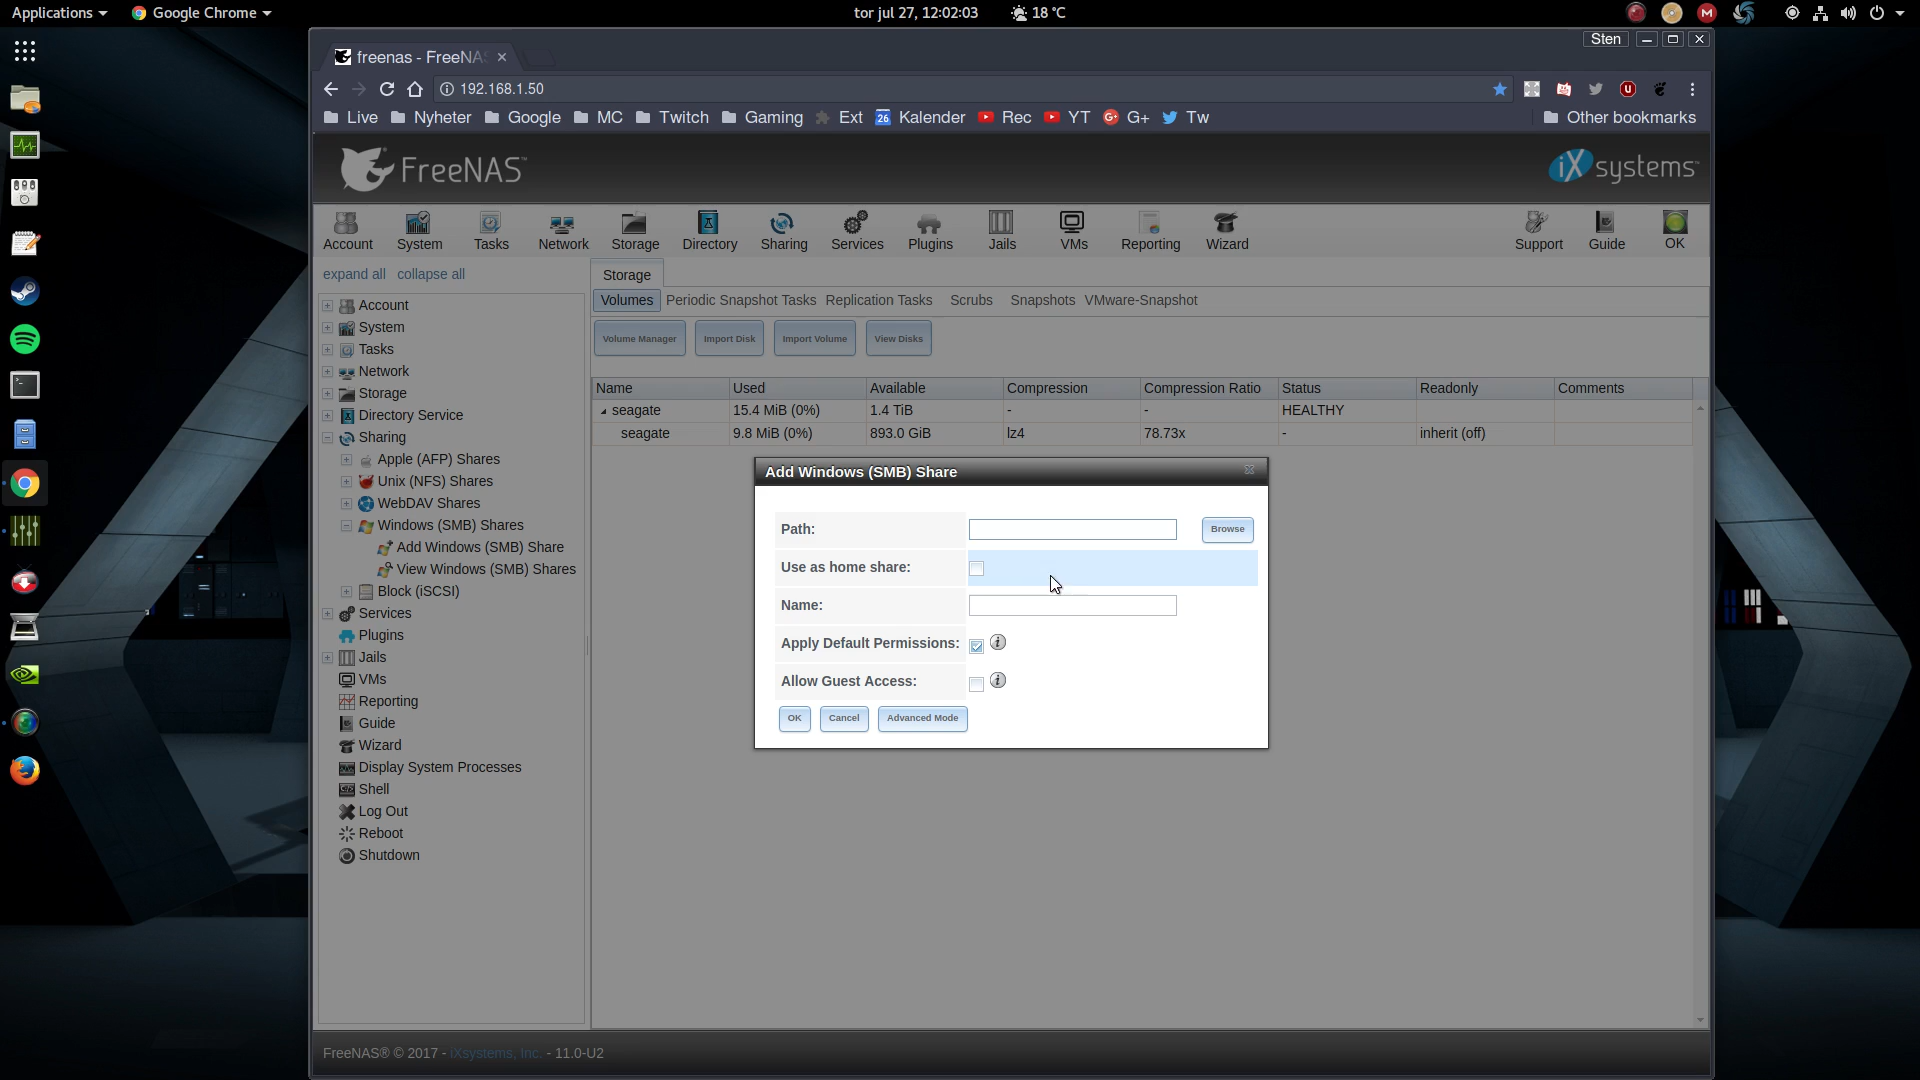 Applications Google Chrome tor jul 27, 12:02:03 18 °C
Sten
freenas - FreeNAS
192.168.1.50
Live Nyheter Google MC Twitch Gaming Ext 26 Kalender Rec YT G+ Tw Other bookmarks
FreeNAS™ iXsystems™
Account System Tasks Network Storage Directory Sharing Services Plugins Jails VMs Reporting Wizard Support Guide OK
expand all collapse all
Account
System
Tasks
Network
Storage
Directory Service
Sharing
Apple (AFP) Shares
Unix (NFS) Shares
WebDAV Shares
Windows (SMB) Shares
Add Windows (SMB) Share
View Windows (SMB) Shares
Block (iSCSI)
Services
Plugins
Jails
VMs
Reporting
Guide
Wizard
Display System Processes
Shell
Log Out
Reboot
Shutdown
Storage
Volumes Periodic Snapshot Tasks Replication Tasks Scrubs Snapshots VMware-Snapshot
Volume Manager Import Disk Import Volume View Disks
Name Used Available Compression Compression Ratio Status Readonly Comments
seagate 15.4 MiB (0%) 1.4 TiB - - HEALTHY
seagate 9.8 MiB (0%) 893.0 GiB lz4 78.73x - inherit (off)
Add Windows (SMB) Share
Path: Browse
Use as home share:
Name:
Apply Default Permissions:
Allow Guest Access:
OK Cancel Advanced Mode
FreeNAS® © 2017 - iXsystems, Inc. - 11.0-U2